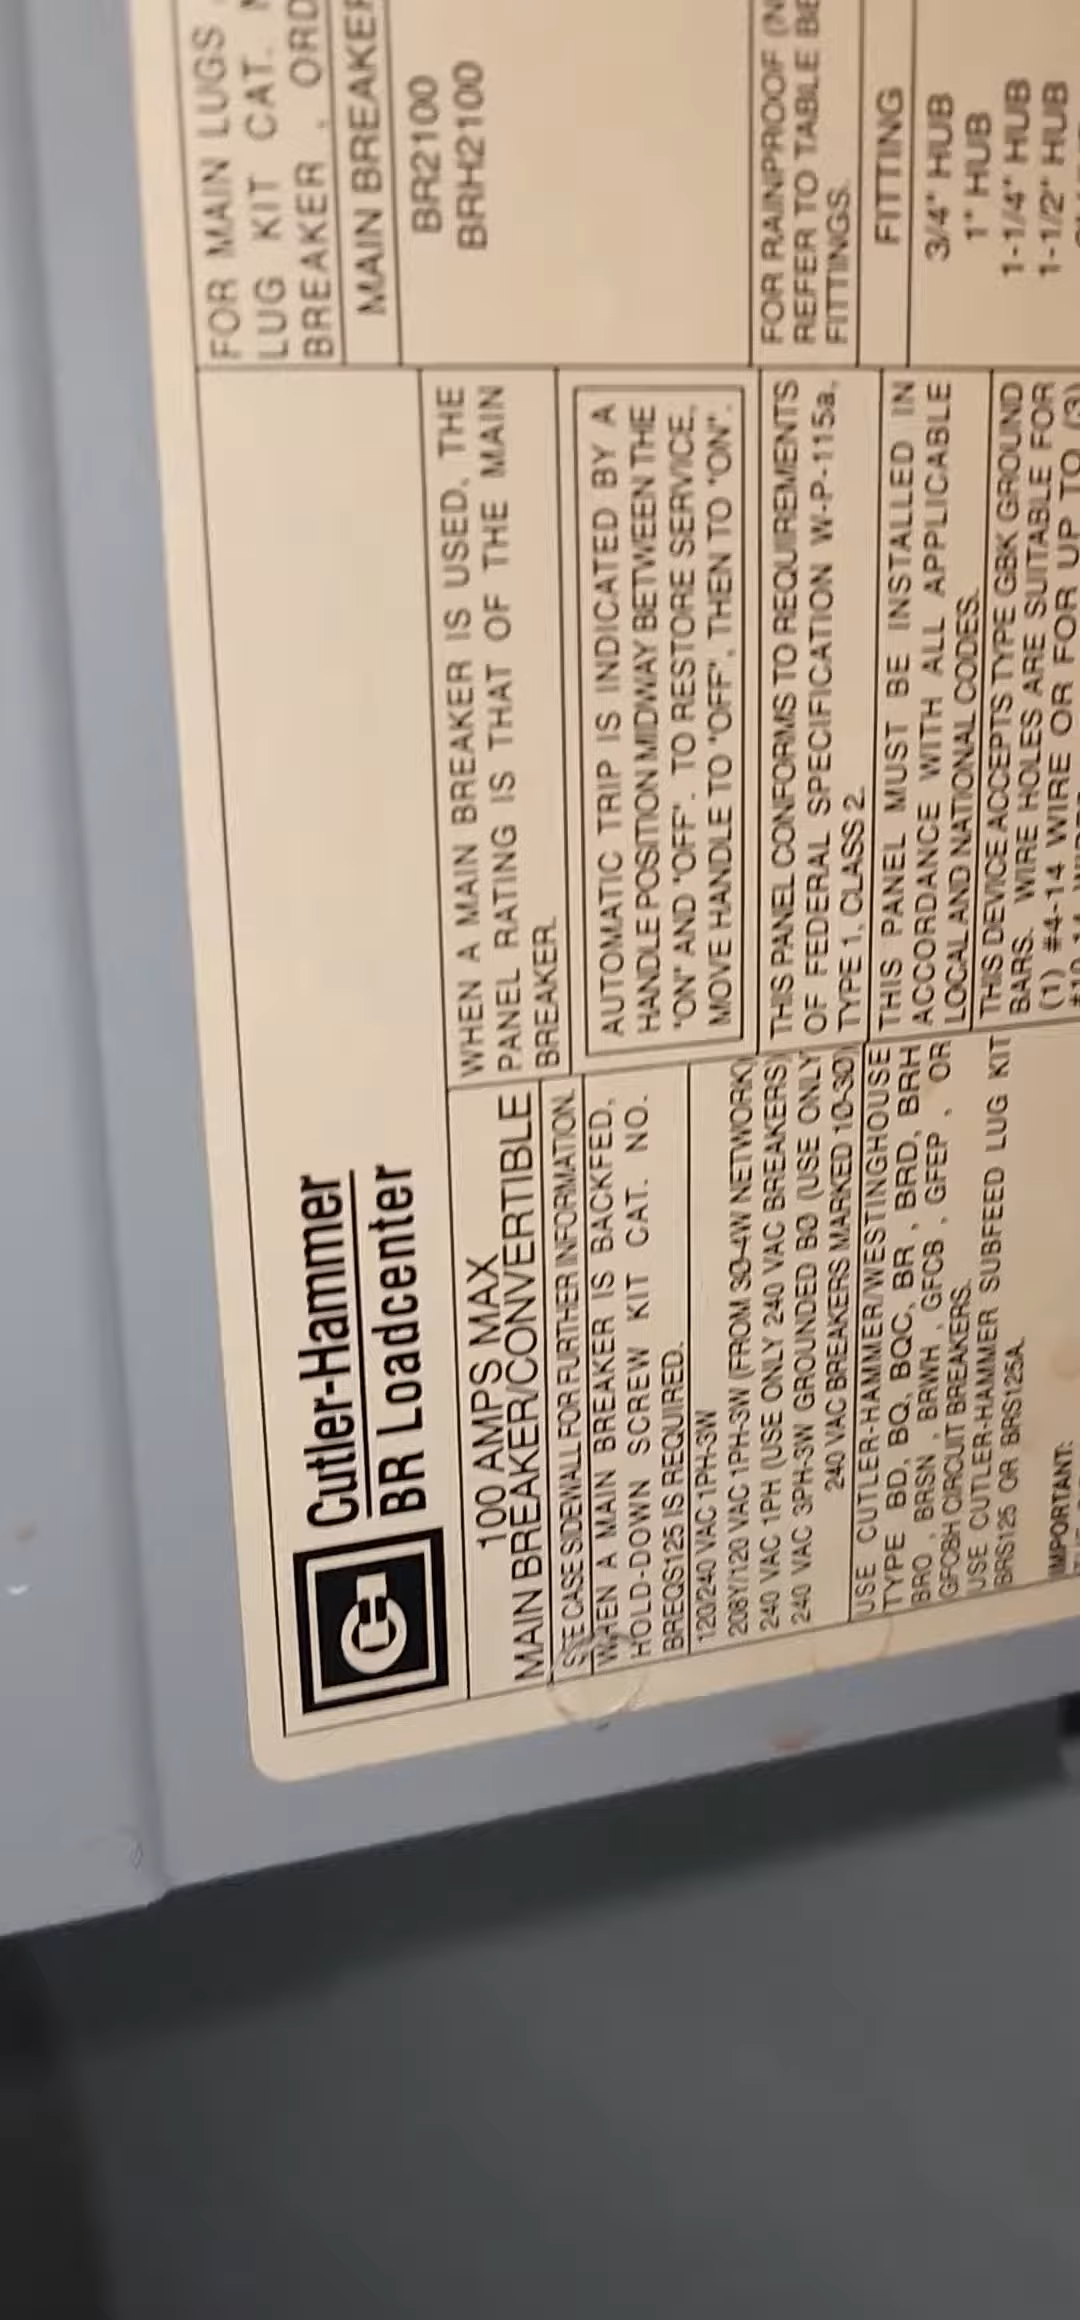 Cutler-Hammer
BR Loadcenter
100 AMPS MAX
MAIN BREAKER/CONVERTIBLE
SEE CASE SIDEWALL FOR FURTHER INFORMATION.
WHEN A MAIN BREAKER IS BACKFED,
HOLD-DOWN SCREW KIT CAT. NO.
BREQS125 IS REQUIRED.
120/240 VAC 1PH-3W
208Y/120 VAC 1PH-3W (FROM 3Ø-4W NETWORK)
240 VAC 1PH (USE ONLY 240 VAC BREAKERS)
240 VAC 3PH-3W GROUNDED BØ (USE ONLY
240 VAC BREAKERS MARKED 1Ø-3Ø)
USE CUTLER-HAMMER/WESTINGHOUSE
TYPE BD, BQ, BQC, BR, BRD, BRH
BRO, BRSN, BRWH, GFCB, GFEP, OR
GFCBH CIRCUIT BREAKERS.
USE CUTLER-HAMMER SUBFEED LUG KIT
BRS125 OR BRS125A.
IMPORTANT:
WHEN A MAIN BREAKER IS USED, THE
PANEL RATING IS THAT OF THE MAIN
BREAKER.
AUTOMATIC TRIP IS INDICATED BY A
HANDLE POSITION MIDWAY BETWEEN THE
"ON" AND "OFF". TO RESTORE SERVICE,
MOVE HANDLE TO "OFF", THEN TO "ON".
THIS PANEL CONFORMS TO REQUIREMENTS
OF FEDERAL SPECIFICATION W-P-115a,
TYPE 1, CLASS 2.
THIS PANEL MUST BE INSTALLED IN
ACCORDANCE WITH ALL APPLICABLE
LOCAL AND NATIONAL CODES.
THIS DEVICE ACCEPTS TYPE GBK GROUND
BARS. WIRE HOLES ARE SUITABLE FOR
(1) #4-14 WIRE OR FOR UP TO (3)
FOR MAIN LUGS
LUG KIT CAT.
BREAKER, ORD
MAIN BREAKER
BR2100
BRH2100
FOR RAINPROOF
REFER TO TABLE BE
FITTINGS.
FITTING
3/4" HUB
1" HUB
1-1/4" HUB
1-1/2" HUB